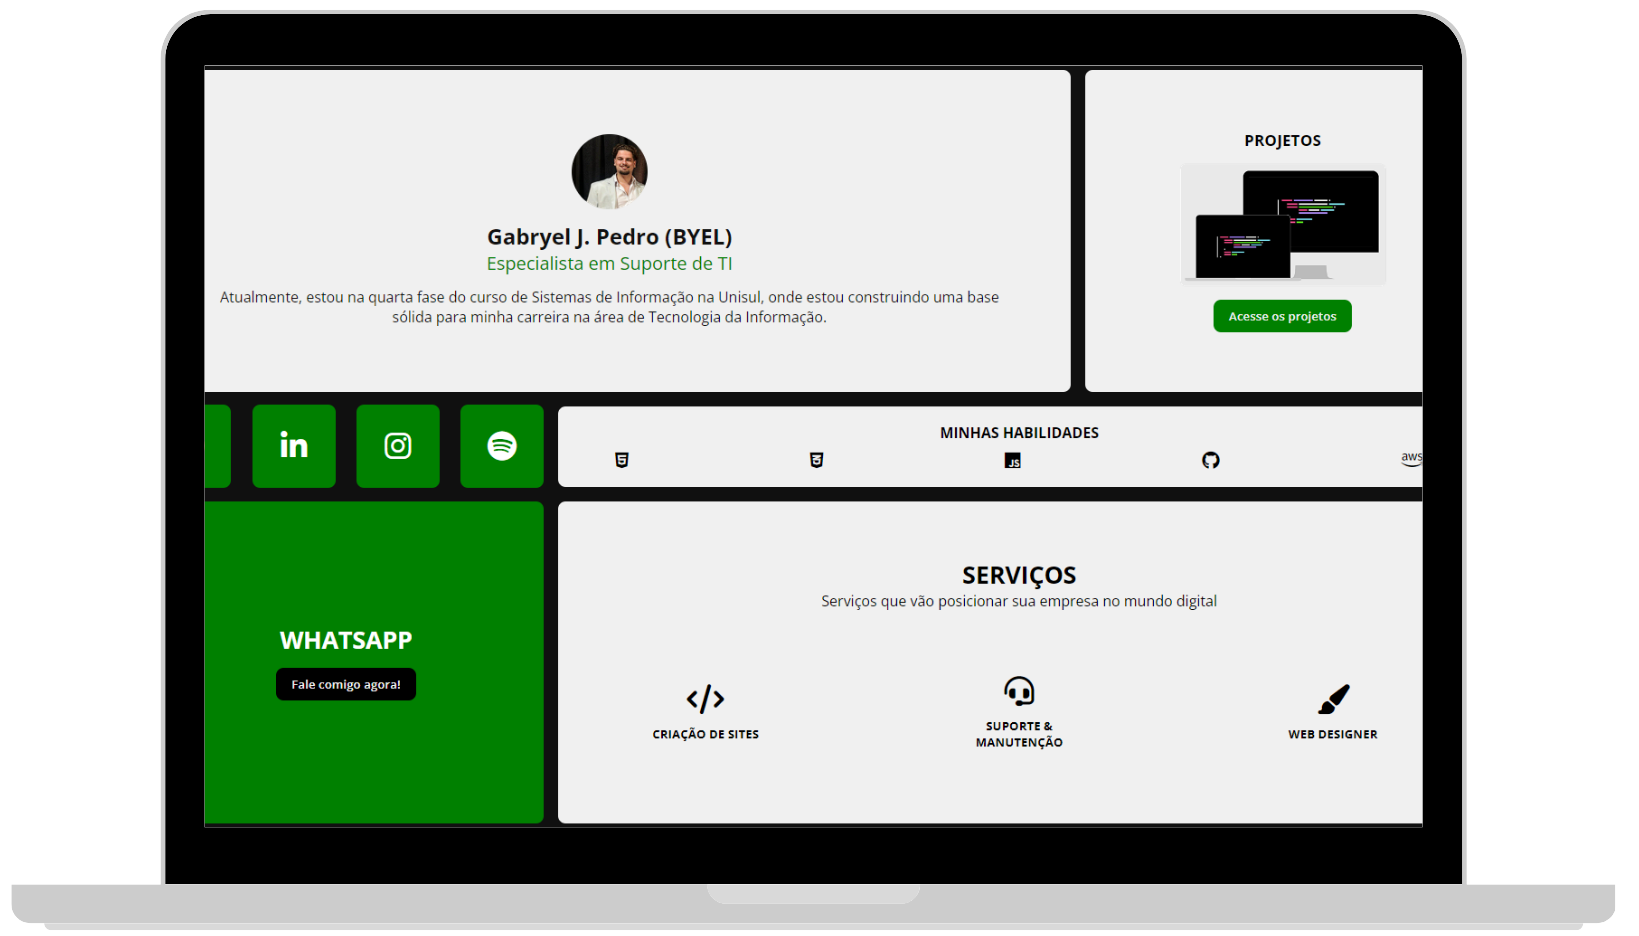 Gabryel J. Pedro (BYEL)
Especialista em Suporte de TI
Atualmente, estou na quarta fase do curso de Sistemas de Informação na Unisul, onde estou construindo uma base
sólida para minha carreira na área de Tecnologia da Informação.
PROJETOS
Acesse os projetos
in
MINHAS HABILIDADES
JS
aws
WHATSAPP
Fale comigo agora!
SERVIÇOS
Serviços que vão posicionar sua empresa no mundo digital
CRIAÇÃO DE SITES
SUPORTE &
MANUTENÇÃO
WEB DESIGNER